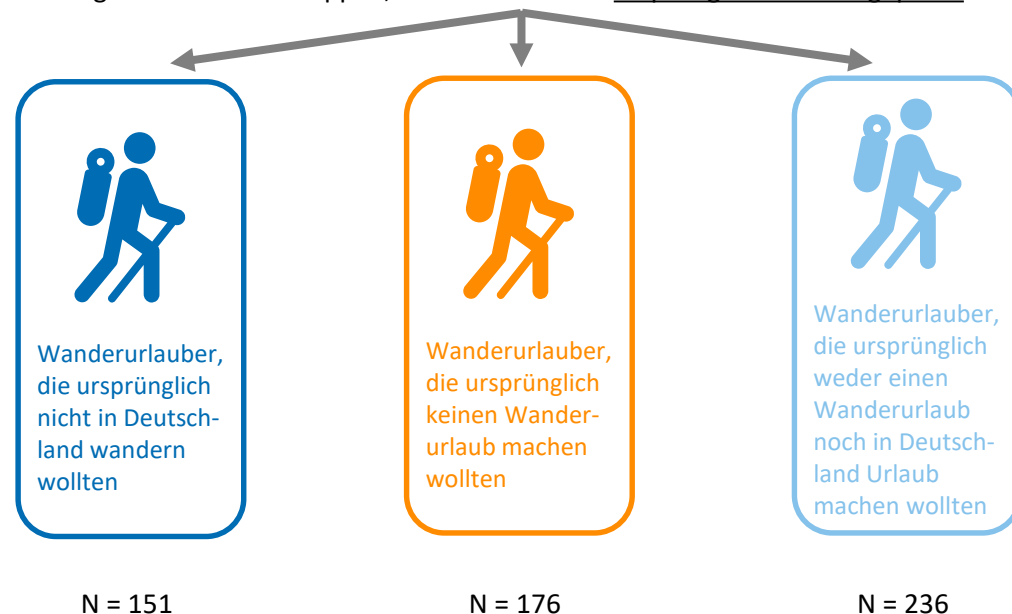 Wanderurlauber,
die ursprünglich
nicht in Deutsch-
land wandern
wollten
Wanderurlauber,
die ursprünglich
keinen Wander-
urlaub machen
wollten
Wanderurlauber,
die ursprünglich
weder einen
Wanderurlaub
noch in Deutsch-
land Urlaub
machen wollten
N = 151
N = 176
N = 236